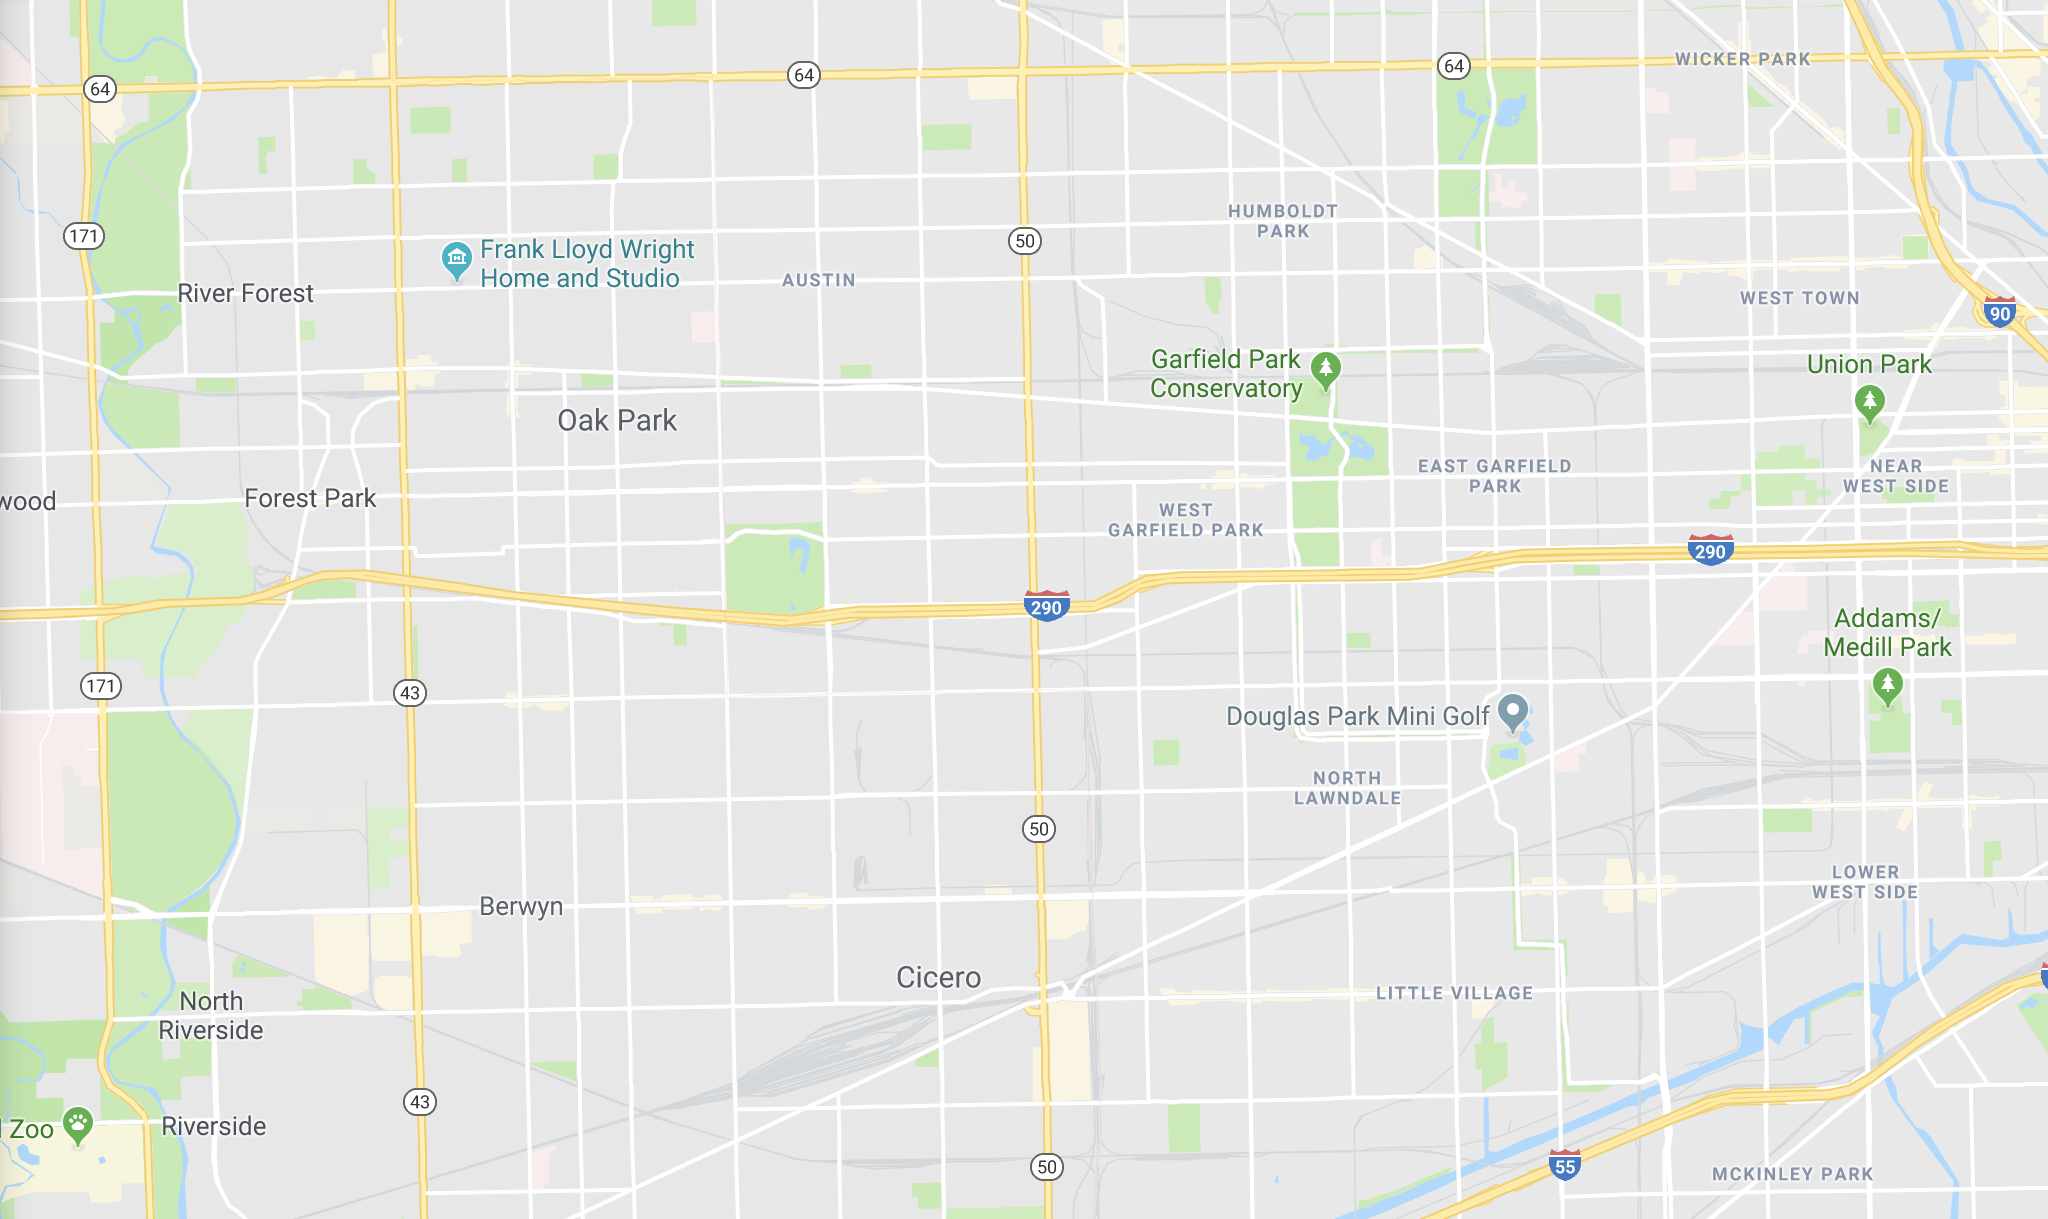 WICKER PARK
64
64
64
HUMBOLDT
PARK
171
50
Frank Lloyd Wright
Home and Studio
AUSTIN
River Forest
WEST TOWN
90
Garfield Park
Conservatory
Union Park
Oak Park
EAST GARFIELD
PARK
NEAR
WEST SIDE
wood
Forest Park
WEST
GARFIELD PARK
290
290
Addams/
Medill Park
171
43
Douglas Park Mini Golf
NORTH
LAWNDALE
50
LOWER
WEST SIDE
Berwyn
Cicero
LITTLE VILLAGE
North
Riverside
43
Zoo
Riverside
50
55
MCKINLEY PARK